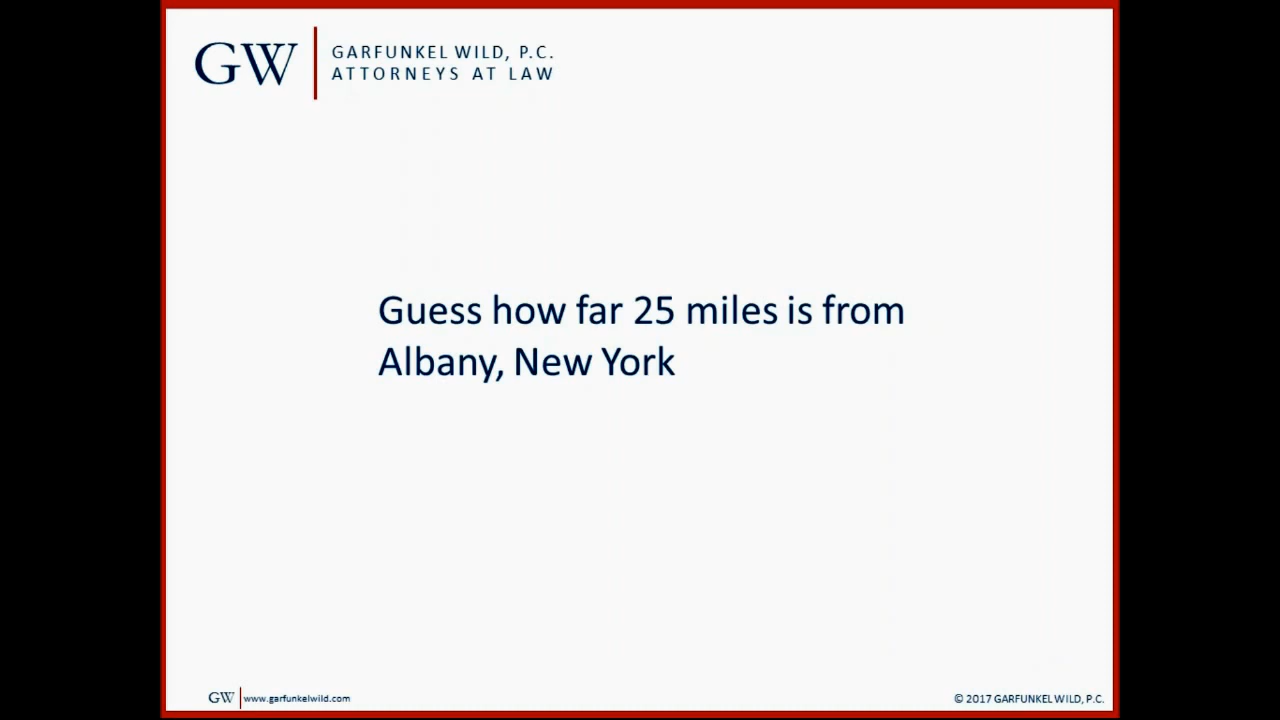 GW
GARFUNKEL WILD, P.C.
ATTORNEYS AT LAW
Guess how far 25 miles is from
Albany, New York
GW www.garfunkelwild.com
© 2017 GARFUNKEL WILD, P.C.